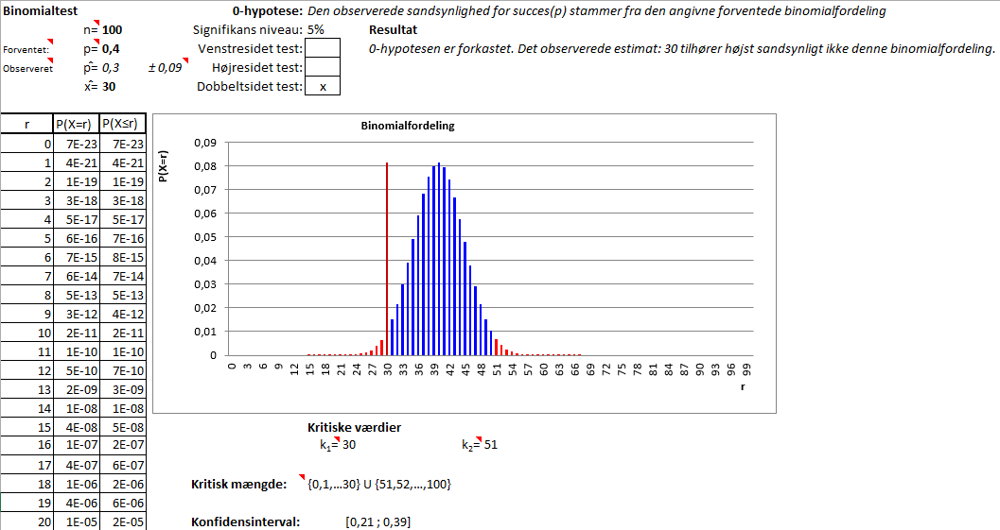 Binomialtest 0-hypotese: Den observerede sandsynlighed for succes(p) stammer fra den angivne forventede binomialfordeling
n= 100 Signifikans niveau: 5% Resultat
Forventet: p= 0,4 Venstresidet test: 0-hypotesen er forkastet. Det observerede estimat: 30 tilhører højst sandsynligt ikke denne binomialfordeling.
Observeret p̂= 0,3 ±0,09 Højresidet test:
x̂= 30 Dobbeltsidet test: x
r P(X=r) P(X≤r)
0 7E-23 7E-23
1 4E-21 4E-21
2 1E-19 1E-19
3 3E-18 3E-18
4 5E-17 5E-17
5 6E-16 7E-16
6 7E-15 8E-15
7 6E-14 7E-14
8 5E-13 5E-13
9 3E-12 4E-12
10 2E-11 2E-11
11 1E-10 1E-10
12 5E-10 7E-10
13 2E-09 3E-09
14 1E-08 1E-08
15 4E-08 5E-08
16 1E-07 2E-07
17 4E-07 6E-07
18 1E-06 2E-06
19 4E-06 6E-06
20 1E-05 2E-05
Binomialfordeling
P(X=r)
0,09
0,08
0,07
0,06
0,05
0,04
0,03
0,02
0,01
0
0 3 6 9 12 15 18 21 24 27 30 33 36 39 42 45 48 51 54 57 60 63 66 69 72 75 78 81 84 87 90 93 96 99
r
Kritiske værdier
k₁= 30 k₂= 51
Kritisk mængde: {0,1,...30} U {51,52,...,100}
Konfidensinterval: [0,21 ; 0,39]